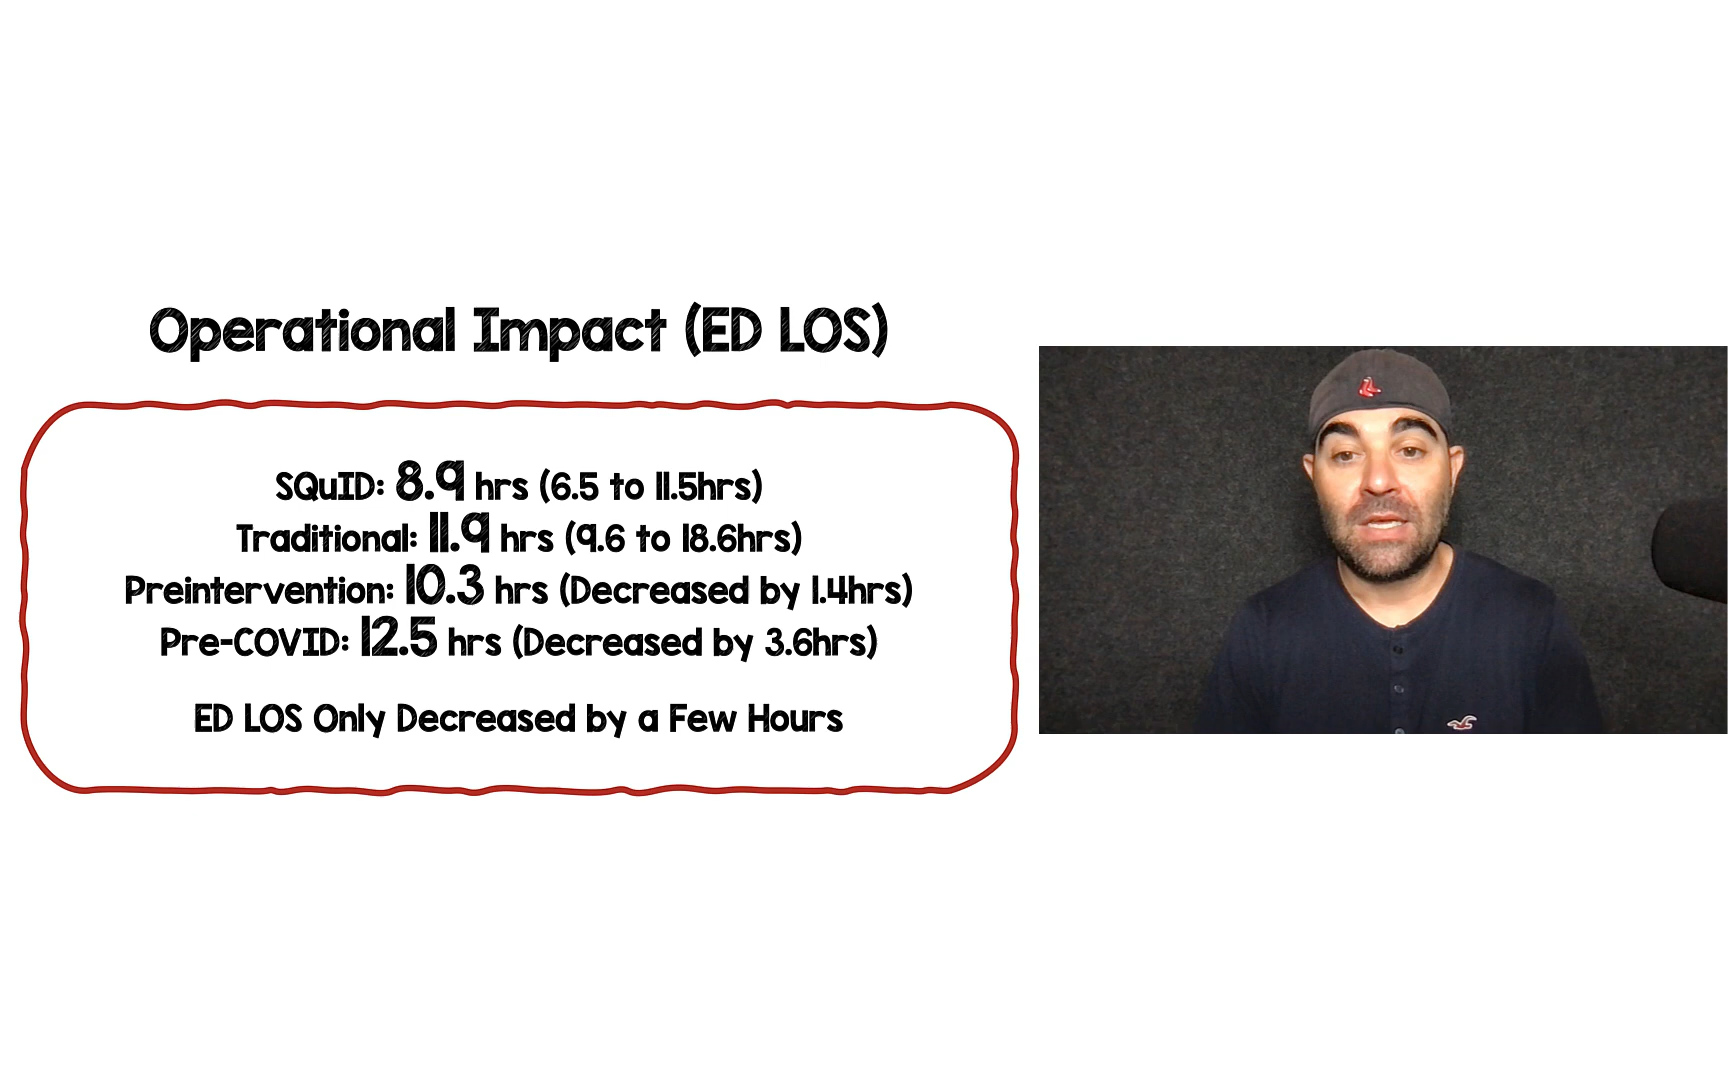 Operational Impact (ED LOS)
SQuID: 8.9 hrs (6.5 to 11.5hrs)
Traditional: 11.9 hrs (9.6 to 18.6hrs)
Preintervention: 10.3 hrs (Decreased by 1.4hrs)
Pre-COVID: 12.5 hrs (Decreased by 3.6hrs)
ED LOS Only Decreased by a Few Hours